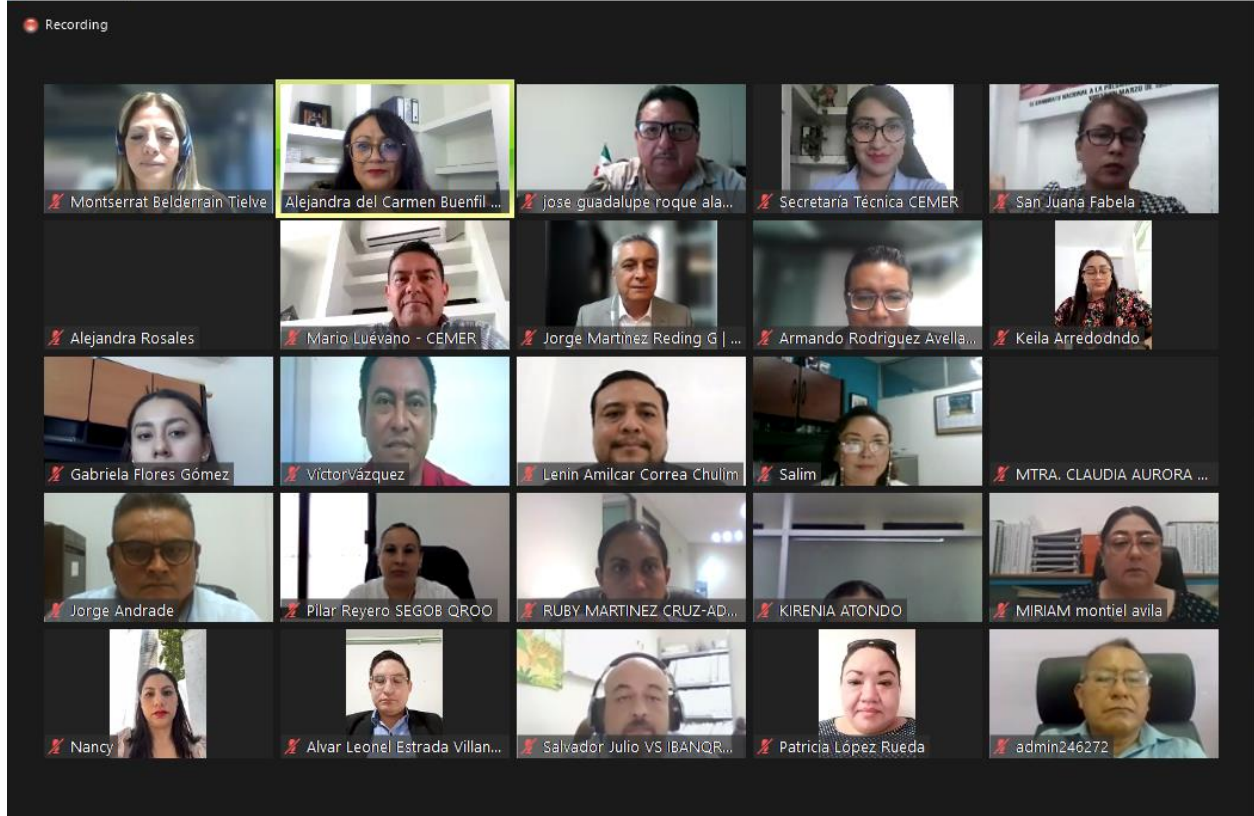 Recording
Montserrat Belderrain Tielve
Alejandra del Carmen Buenfil ...
jose guadalupe roque ala...
Secretaría Técnica CEMER
San Juana Fabela
Alejandra Rosales
Mario Luévano - CEMER
Jorge Martínez Reding G | ...
Armando Rodriguez Avella...
Keila Arredodndo
Gabriela Flores Gómez
VíctorVázquez
Lenin Amilcar Correa Chulim
Salim
MTRA. CLAUDIA AURORA ...
Jorge Andrade
Pilar Reyero SEGOB QROO
RUBY MARTINEZ CRUZ-AD...
KIRENIA ATONDO
MIRIAM montiel avila
Nancy
Alvar Leonel Estrada Villan...
Salvador Julio VS IBANQR...
Patricia López Rueda
admin246272